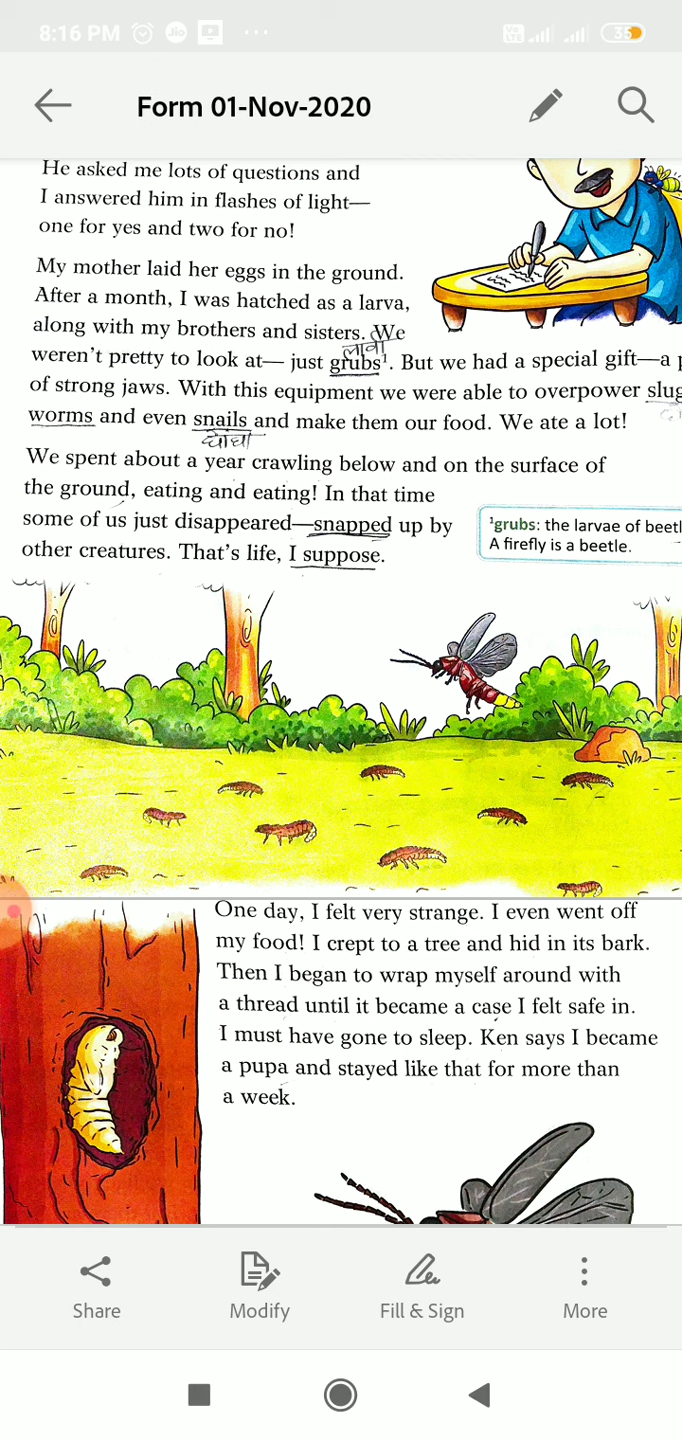 8:16 PM
Jio
Vo LTE
35
Form 01-Nov-2020
He asked me lots of questions and
I answered him in flashes of light—
one for yes and two for no!
My mother laid her eggs in the ground.
After a month, I was hatched as a larva,
along with my brothers and sisters. We
लार्वा
weren't pretty to look at— just grubs¹. But we had a special gift—a p
of strong jaws. With this equipment we were able to overpower slug
worms and even snails and make them our food. We ate a lot!
घोंघा
We spent about a year crawling below and on the surface of
the ground, eating and eating! In that time
some of us just disappeared—snapped up by
other creatures. That's life, I suppose.
¹grubs: the larvae of beetl
A firefly is a beetle.
One day, I felt very strange. I even went off
my food! I crept to a tree and hid in its bark.
Then I began to wrap myself around with
a thread until it became a case I felt safe in.
I must have gone to sleep. Ken says I became
a pupa and stayed like that for more than
a week.
Share
Modify
Fill & Sign
More